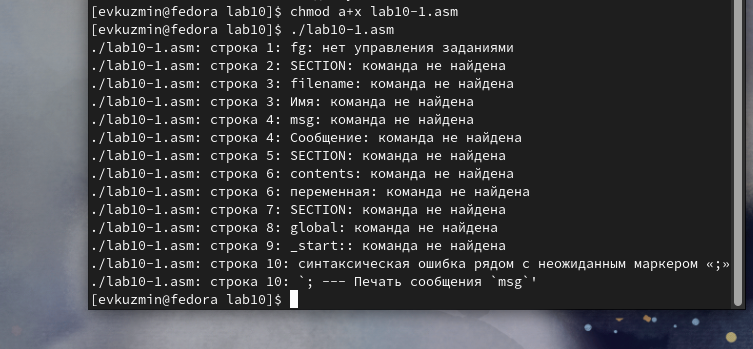 [evkuzmin@fedora lab10]$ chmod a+x lab10-1.asm
[evkuzmin@fedora lab10]$ ./lab10-1.asm
./lab10-1.asm: строка 1: fg: нет управления заданиями
./lab10-1.asm: строка 2: SECTION: команда не найдена
./lab10-1.asm: строка 3: filename: команда не найдена
./lab10-1.asm: строка 3: Имя: команда не найдена
./lab10-1.asm: строка 4: msg: команда не найдена
./lab10-1.asm: строка 4: Сообщение: команда не найдена
./lab10-1.asm: строка 5: SECTION: команда не найдена
./lab10-1.asm: строка 6: contents: команда не найдена
./lab10-1.asm: строка 6: переменная: команда не найдена
./lab10-1.asm: строка 7: SECTION: команда не найдена
./lab10-1.asm: строка 8: global: команда не найдена
./lab10-1.asm: строка 9: _start:: команда не найдена
./lab10-1.asm: строка 10: синтаксическая ошибка рядом с неожиданным маркером «;»
./lab10-1.asm: строка 10: `; --- Печать сообщения `msg`'
[evkuzmin@fedora lab10]$